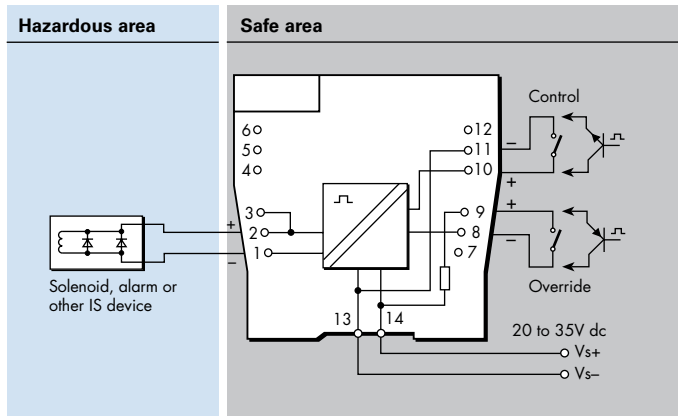 Hazardous area
Safe area
Control
6
5
4
3
2
1
12
11
10
9
8
7
–
+
+
–
+
–
Solenoid, alarm or
other IS device
Override
13
14
20 to 35V dc
Vs+
Vs–